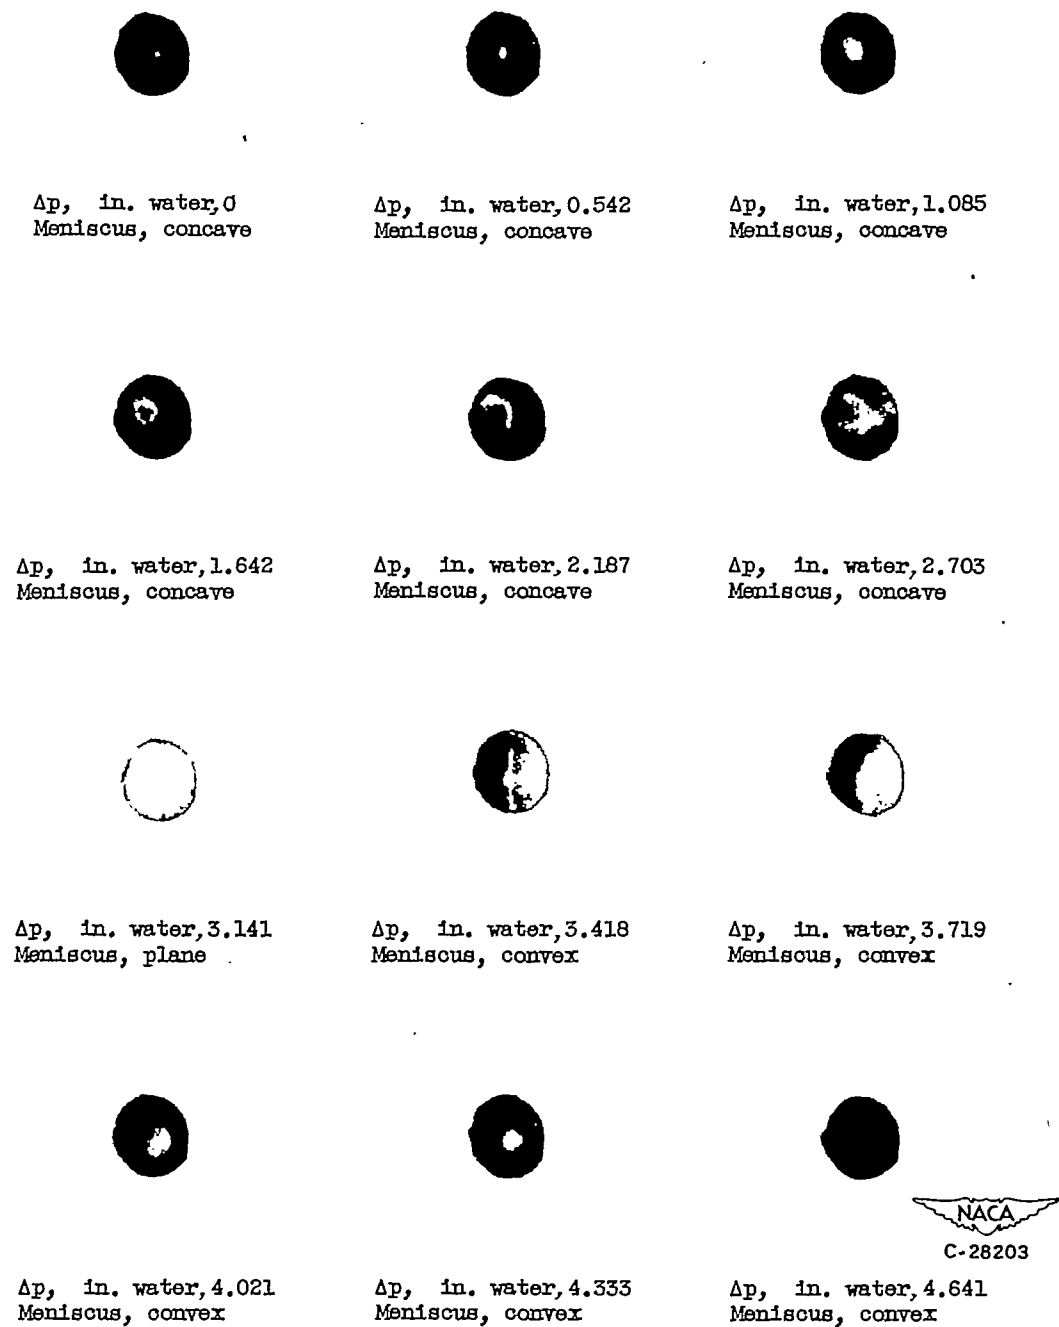 Δp, in. water, 0
Meniscus, concave
Δp, in. water, 0.542
Meniscus, concave
Δp, in. water, 1.085
Meniscus, concave
Δp, in. water, 1.642
Meniscus, concave
Δp, in. water, 2.187
Meniscus, concave
Δp, in. water, 2.703
Meniscus, concave
Δp, in. water, 3.141
Meniscus, plane
Δp, in. water, 3.418
Meniscus, convex
Δp, in. water, 3.719
Meniscus, convex
NACA
C-28203
Δp, in. water, 4.021
Meniscus, convex
Δp, in. water, 4.333
Meniscus, convex
Δp, in. water, 4.641
Meniscus, convex